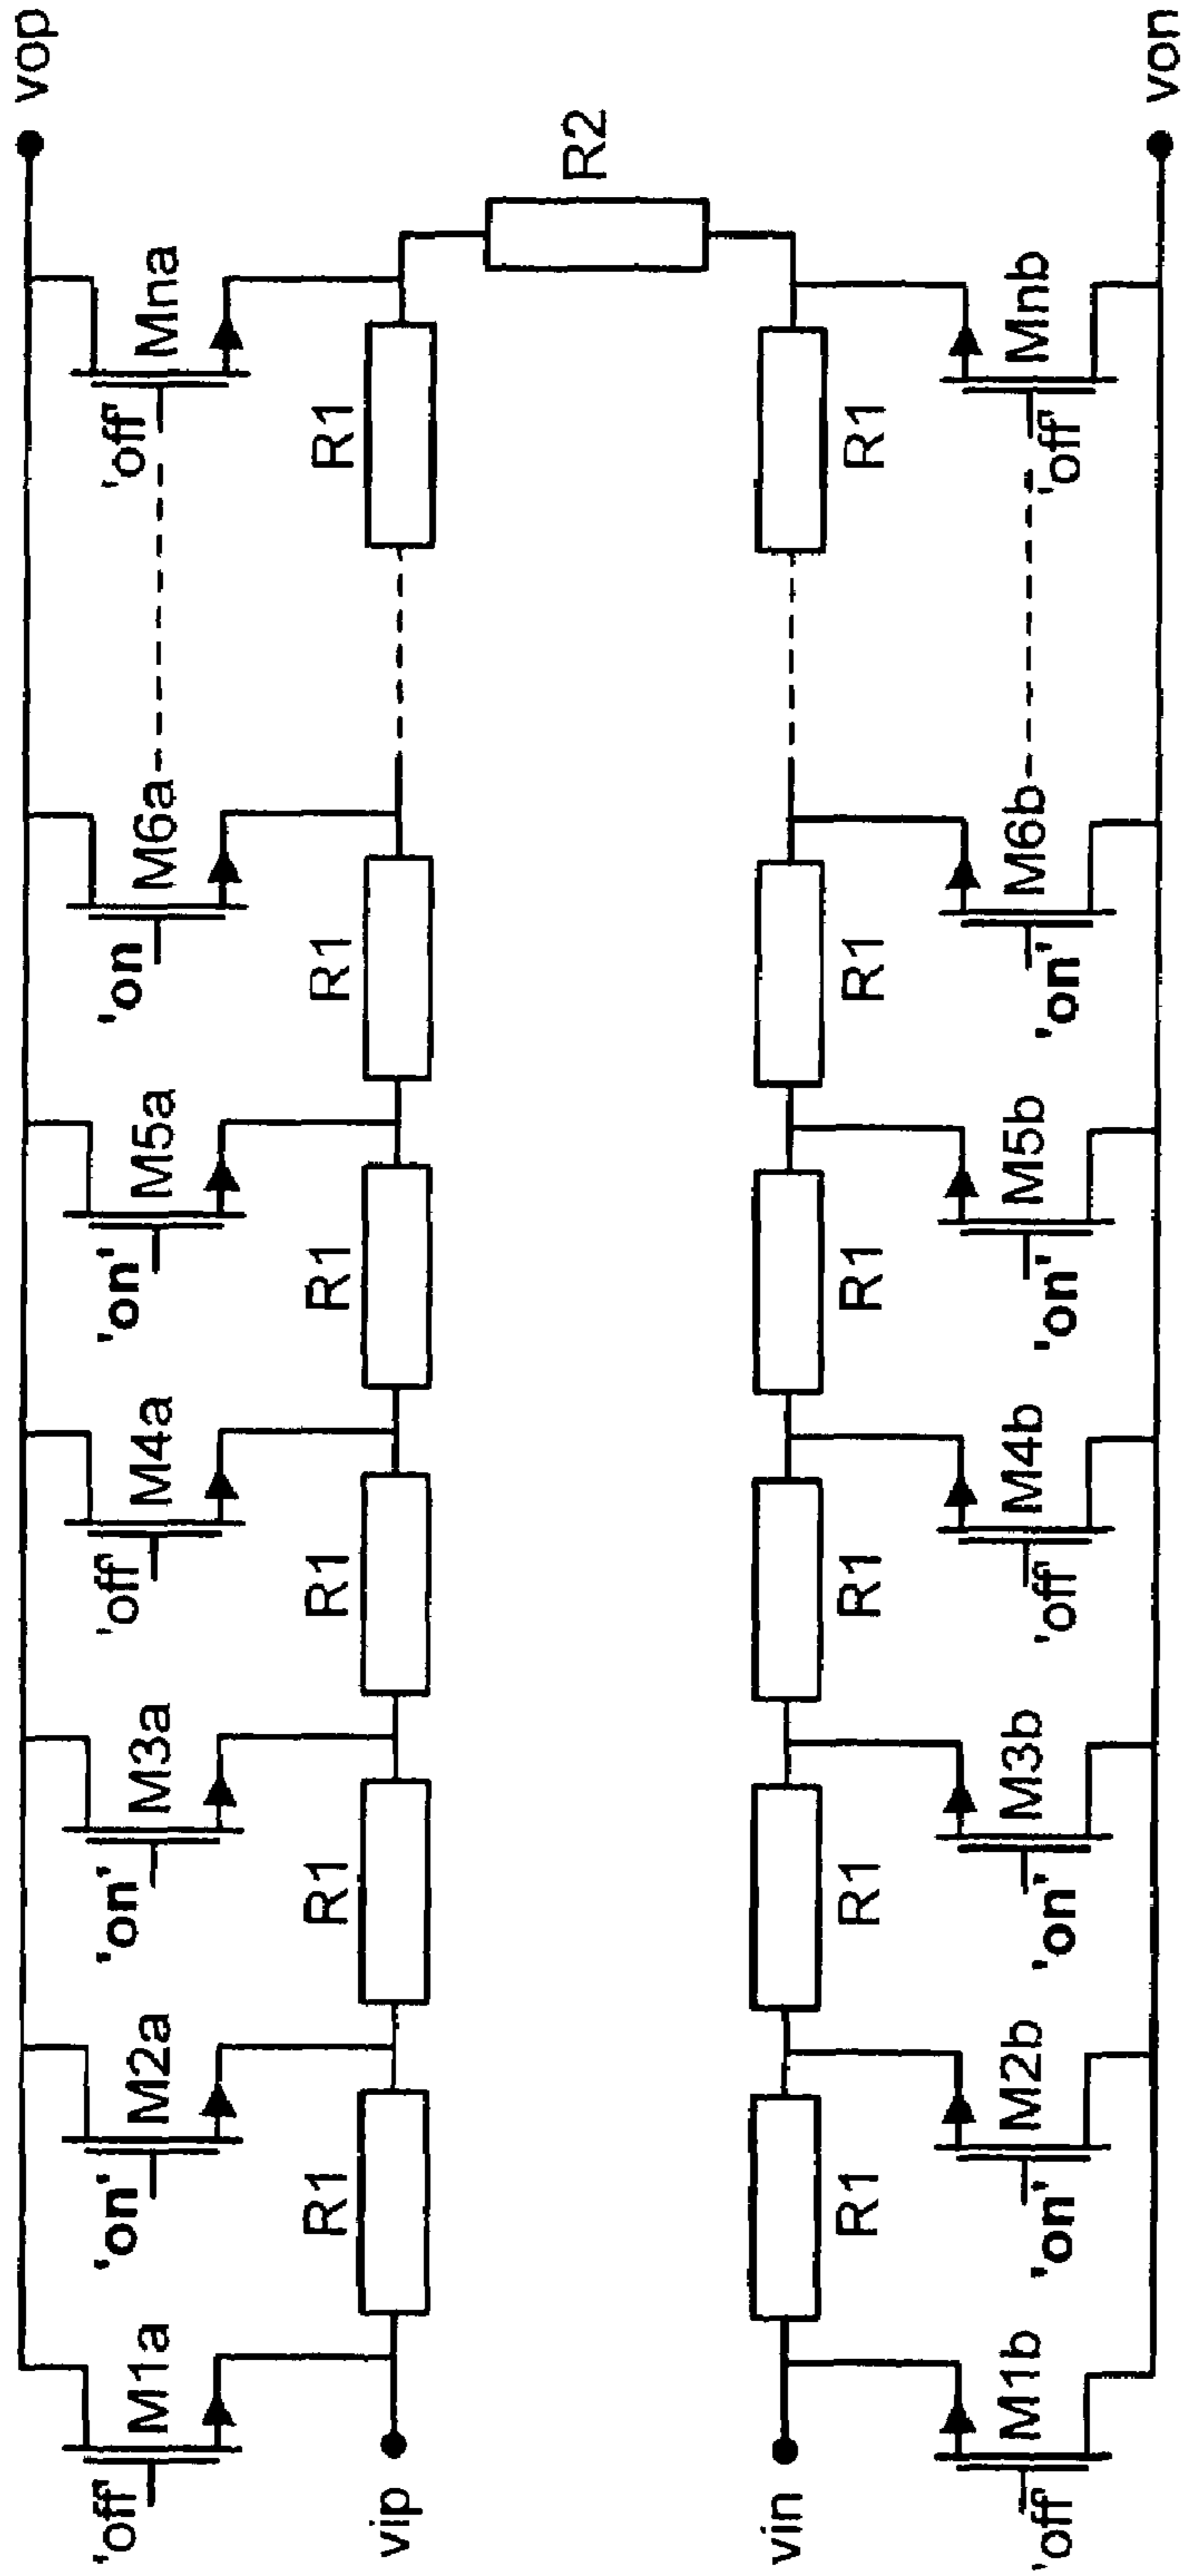 vop
'off' M1a
'on' M2a
'on' M3a
'off' M4a
'on' M5a
'on M6a
'off' Mna
R1
R1
R1
R1
R1
R1
vip
R2
vin
R1
R1
R1
R1
R1
R1
'off' M1b
'on' M2b
'on' M3b
'off' M4b
'on' M5b
'on' M6b
'off' Mnb
von